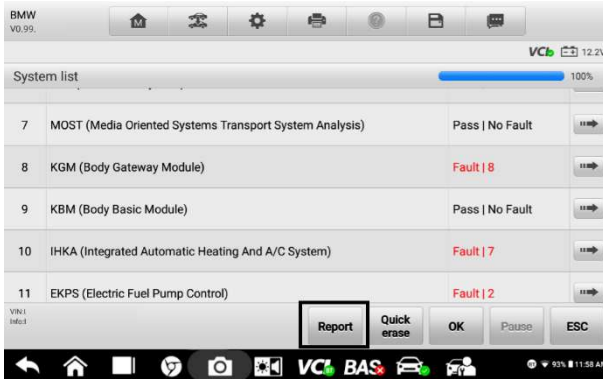 BMW
V0.99.
VCI 12.2V
System list 100%
7 MOST (Media Oriented Systems Transport System Analysis) Pass | No Fault
8 KGM (Body Gateway Module) Fault | 8
9 KBM (Body Basic Module) Pass | No Fault
10 IHKA (Integrated Automatic Heating And A/C System) Fault | 7
11 EKPS (Electric Fuel Pump Control) Fault | 2
VIN:
Info:
Report Quick erase OK Pause ESC
VCI BAS 93% 11:58 AM